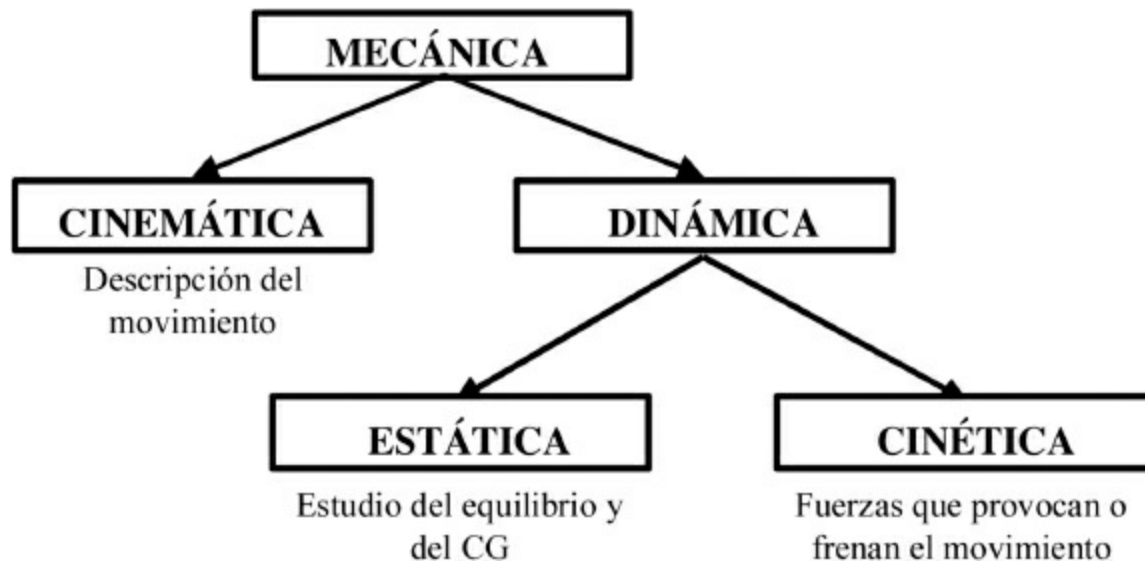 MECÁNICA
CINEMÁTICA
Descripción del
movimiento
DINÁMICA
ESTÁTICA
Estudio del equilibrio y
del CG
CINÉTICA
Fuerzas que provocan o
frenan el movimiento